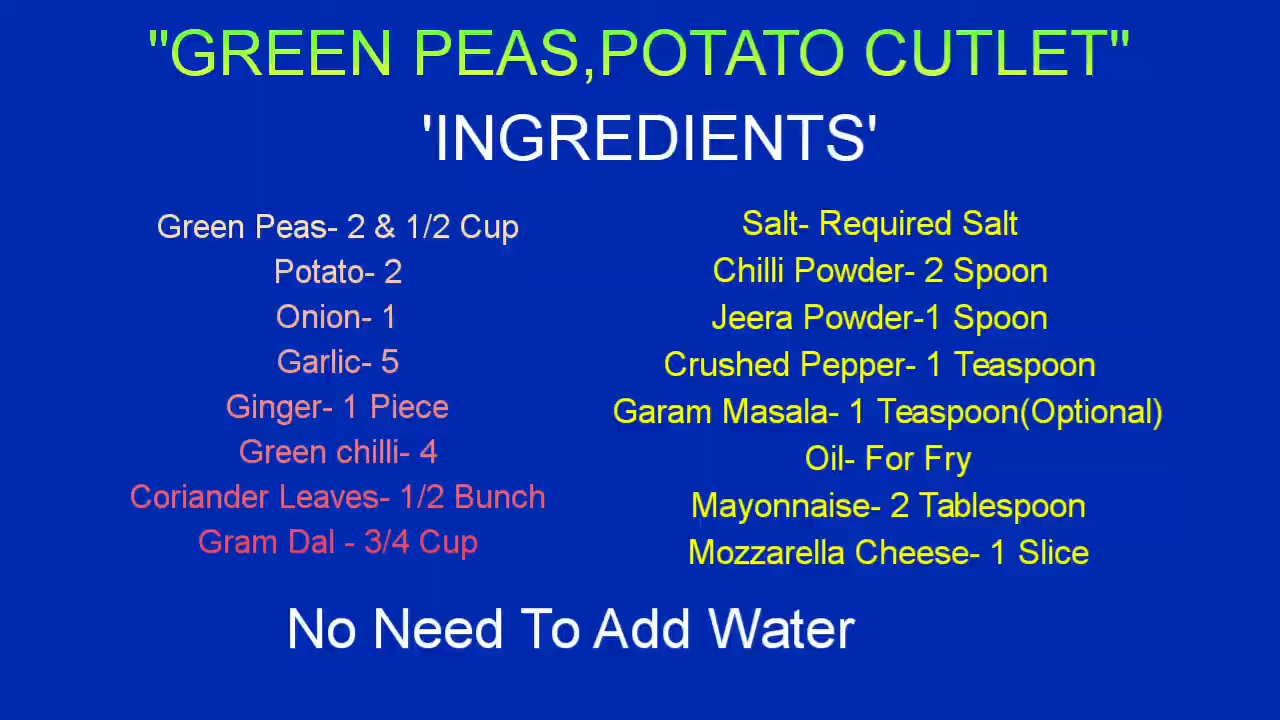 "GREEN PEAS,POTATO CUTLET"
'INGREDIENTS'
Green Peas- 2 & 1/2 Cup
Potato- 2
Onion- 1
Garlic- 5
Ginger- 1 Piece
Green chilli- 4
Coriander Leaves- 1/2 Bunch
Gram Dal - 3/4 Cup
Salt- Required Salt
Chilli Powder- 2 Spoon
Jeera Powder-1 Spoon
Crushed Pepper- 1 Teaspoon
Garam Masala- 1 Teaspoon(Optional)
Oil- For Fry
Mayonnaise- 2 Tablespoon
Mozzarella Cheese- 1 Slice
No Need To Add Water